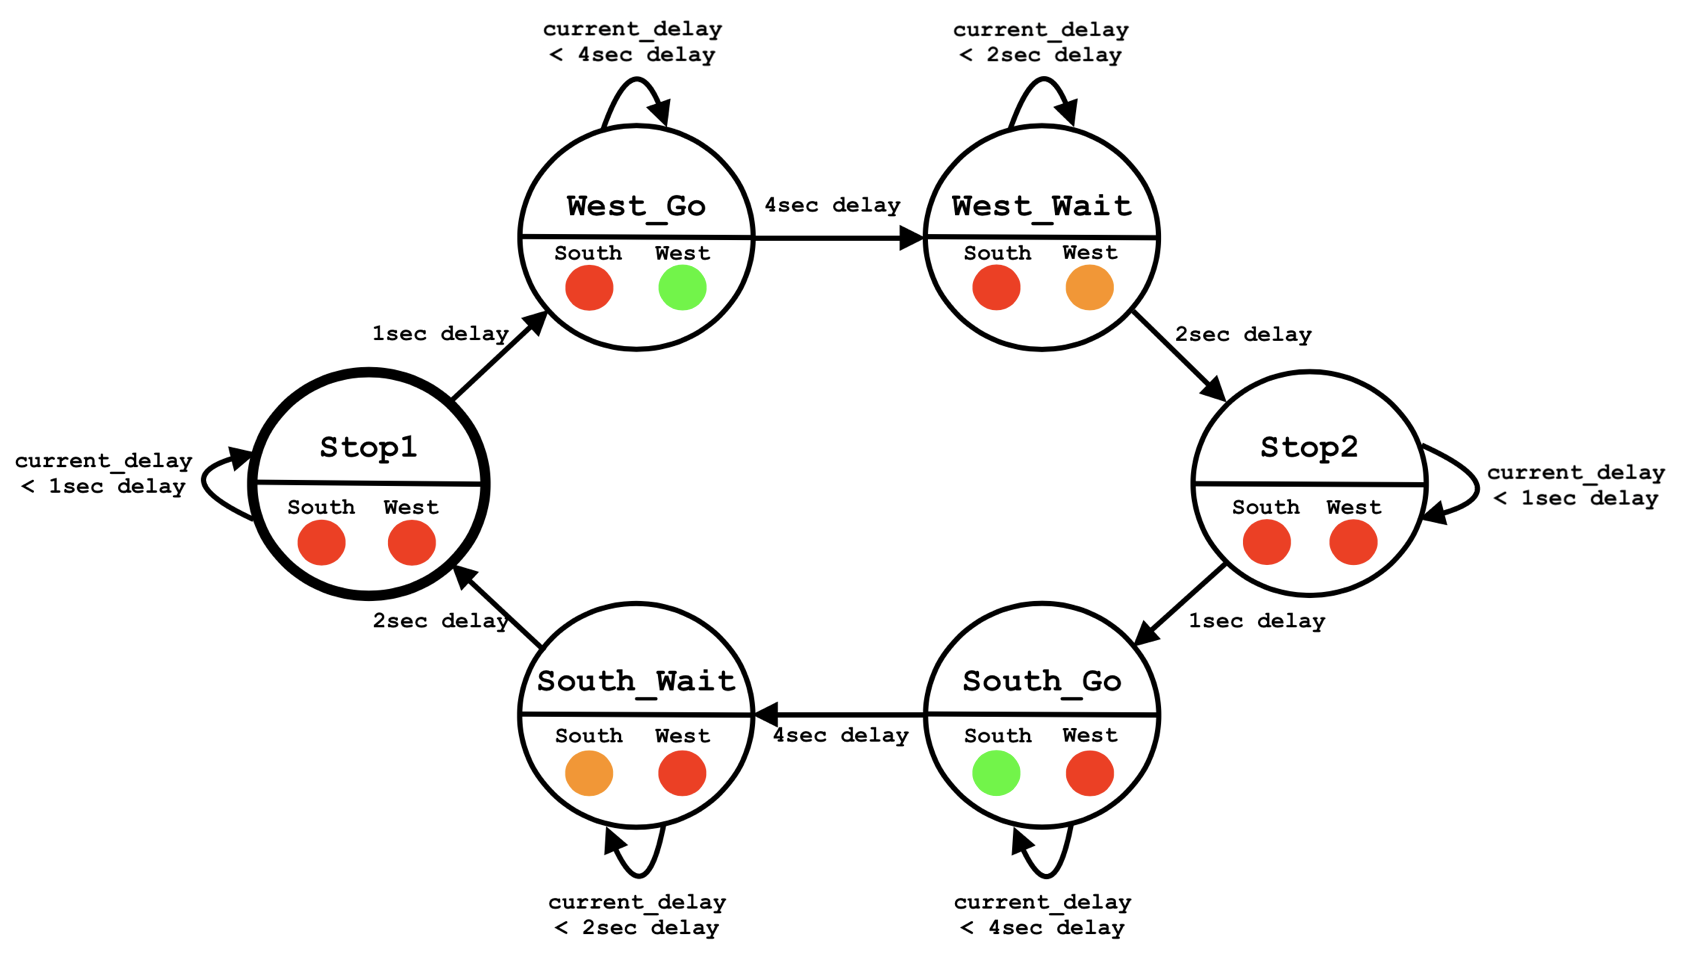 current_delay
< 4sec delay
current_delay
< 2sec delay
West_Go
South West
4sec delay
West_Wait
South West
1sec delay
2sec delay
current_delay
< 1sec delay
Stop1
South West
Stop2
South West
current_delay
< 1sec delay
2sec delay
1sec delay
South_Wait
South West
4sec delay
South_Go
South West
current_delay
< 2sec delay
current_delay
< 4sec delay